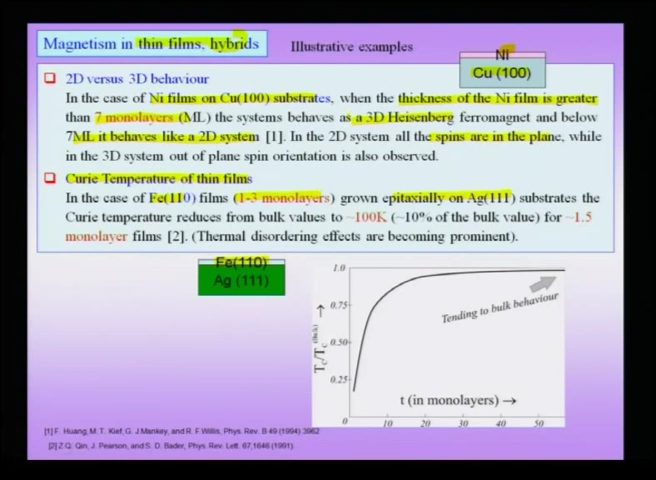 Magnetism in thin films, hybrids
Illustrative examples
Ni
Cu (100)
2D versus 3D behaviour
In the case of Ni films on Cu(100) substrates, when the thickness of the Ni film is greater
than 7 monolayers (ML) the systems behaves as a 3D Heisenberg ferromagnet and below
7ML it behaves like a 2D system [1]. In the 2D system all the spins are in the plane, while
in the 3D system out of plane spin orientation is also observed.
Curie Temperature of thin films
In the case of Fe(110) films (1-3 monolayers) grown epitaxially on Ag(111) substrates the
Curie temperature reduces from bulk values to ~100K (~10% of the bulk value) for ~1.5
monolayer films [2]. (Thermal disordering effects are becoming prominent).
Fe(110)
Ag (111)
1.0
0.75
0.50
0.25
0
T_C/T_C^(Bulk) →
Tending to bulk behaviour
t (in monolayers) →
10 20 30 40 50
[1] F. Huang, M. T. Kief, G. J. Mankey, and R. F. Willis, Phys. Rev. B 49 (1994) 3962
[2] Z.Q. Qin, J. Pearson, and S. D. Bader, Phys. Rev. Lett. 67,1646 (1991).